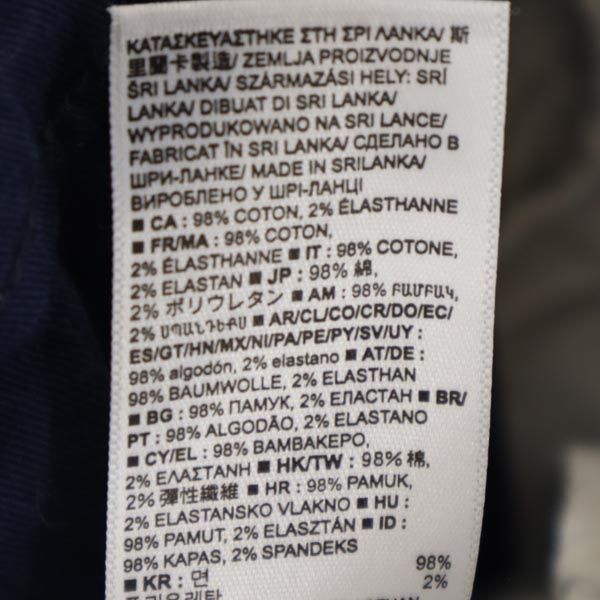 ΚΑΤΑΣΚΕΥΑΣΤΗΚΕ ΣΤΗ ΣΡΙ ΛΑΝΚΑ/ 斯
里蘭卡製造/ ZEMLJA PROIZVODNJE
ŠRI LANKA/ SZÁRMAZÁSI HELY: SRÍ
LANKA/ DIBUAT DI SRI LANKA/
WYPRODUKOWANO NA SRI LANCE/
FABRICAT ÎN SRI LANKA/ СДЕЛАНО В
ШРИ-ЛАНКЕ/ MADE IN SRILANKA/
ВИРОБЛЕНО У ШРІ-ЛАНЦІ
■ CA : 98% COTON, 2% ÉLASTHANNE
■ FR/MA : 98% COTON,
2% ÉLASTHANNE ■ IT : 98% COTONE,
2% ELASTAN ■ JP : 98% 綿,
2% ポリウレタン ■ AM : 98% ԲԱՄԲԱԿ,
2% ՍՊԱՆԴԵՔՍ ■ AR/CL/CO/CR/DO/EC/
ES/GT/HN/MX/NI/PA/PE/PY/SV/UY :
98% algodón, 2% elastano ■ AT/DE :
98% BAUMWOLLE, 2% ELASTHAN
■ BG : 98% ПАМУК, 2% ЕЛАСТАН ■ BR/
PT : 98% ALGODÃO, 2% ELASTANO
■ CY/EL : 98% ΒΑΜΒΑΚΕΡΟ,
2% ΕΛΑΣΤΑΝΗ ■ HK/TW : 98% 棉,
2% 彈性纖維 ■ HR : 98% PAMUK,
2% ELASTANSKO VLAKNO ■ HU :
98% PAMUT, 2% ELASZTÁN ■ ID :
98% KAPAS, 2% SPANDEKS
■ KR : 면 98%
폴리우레탄 2%